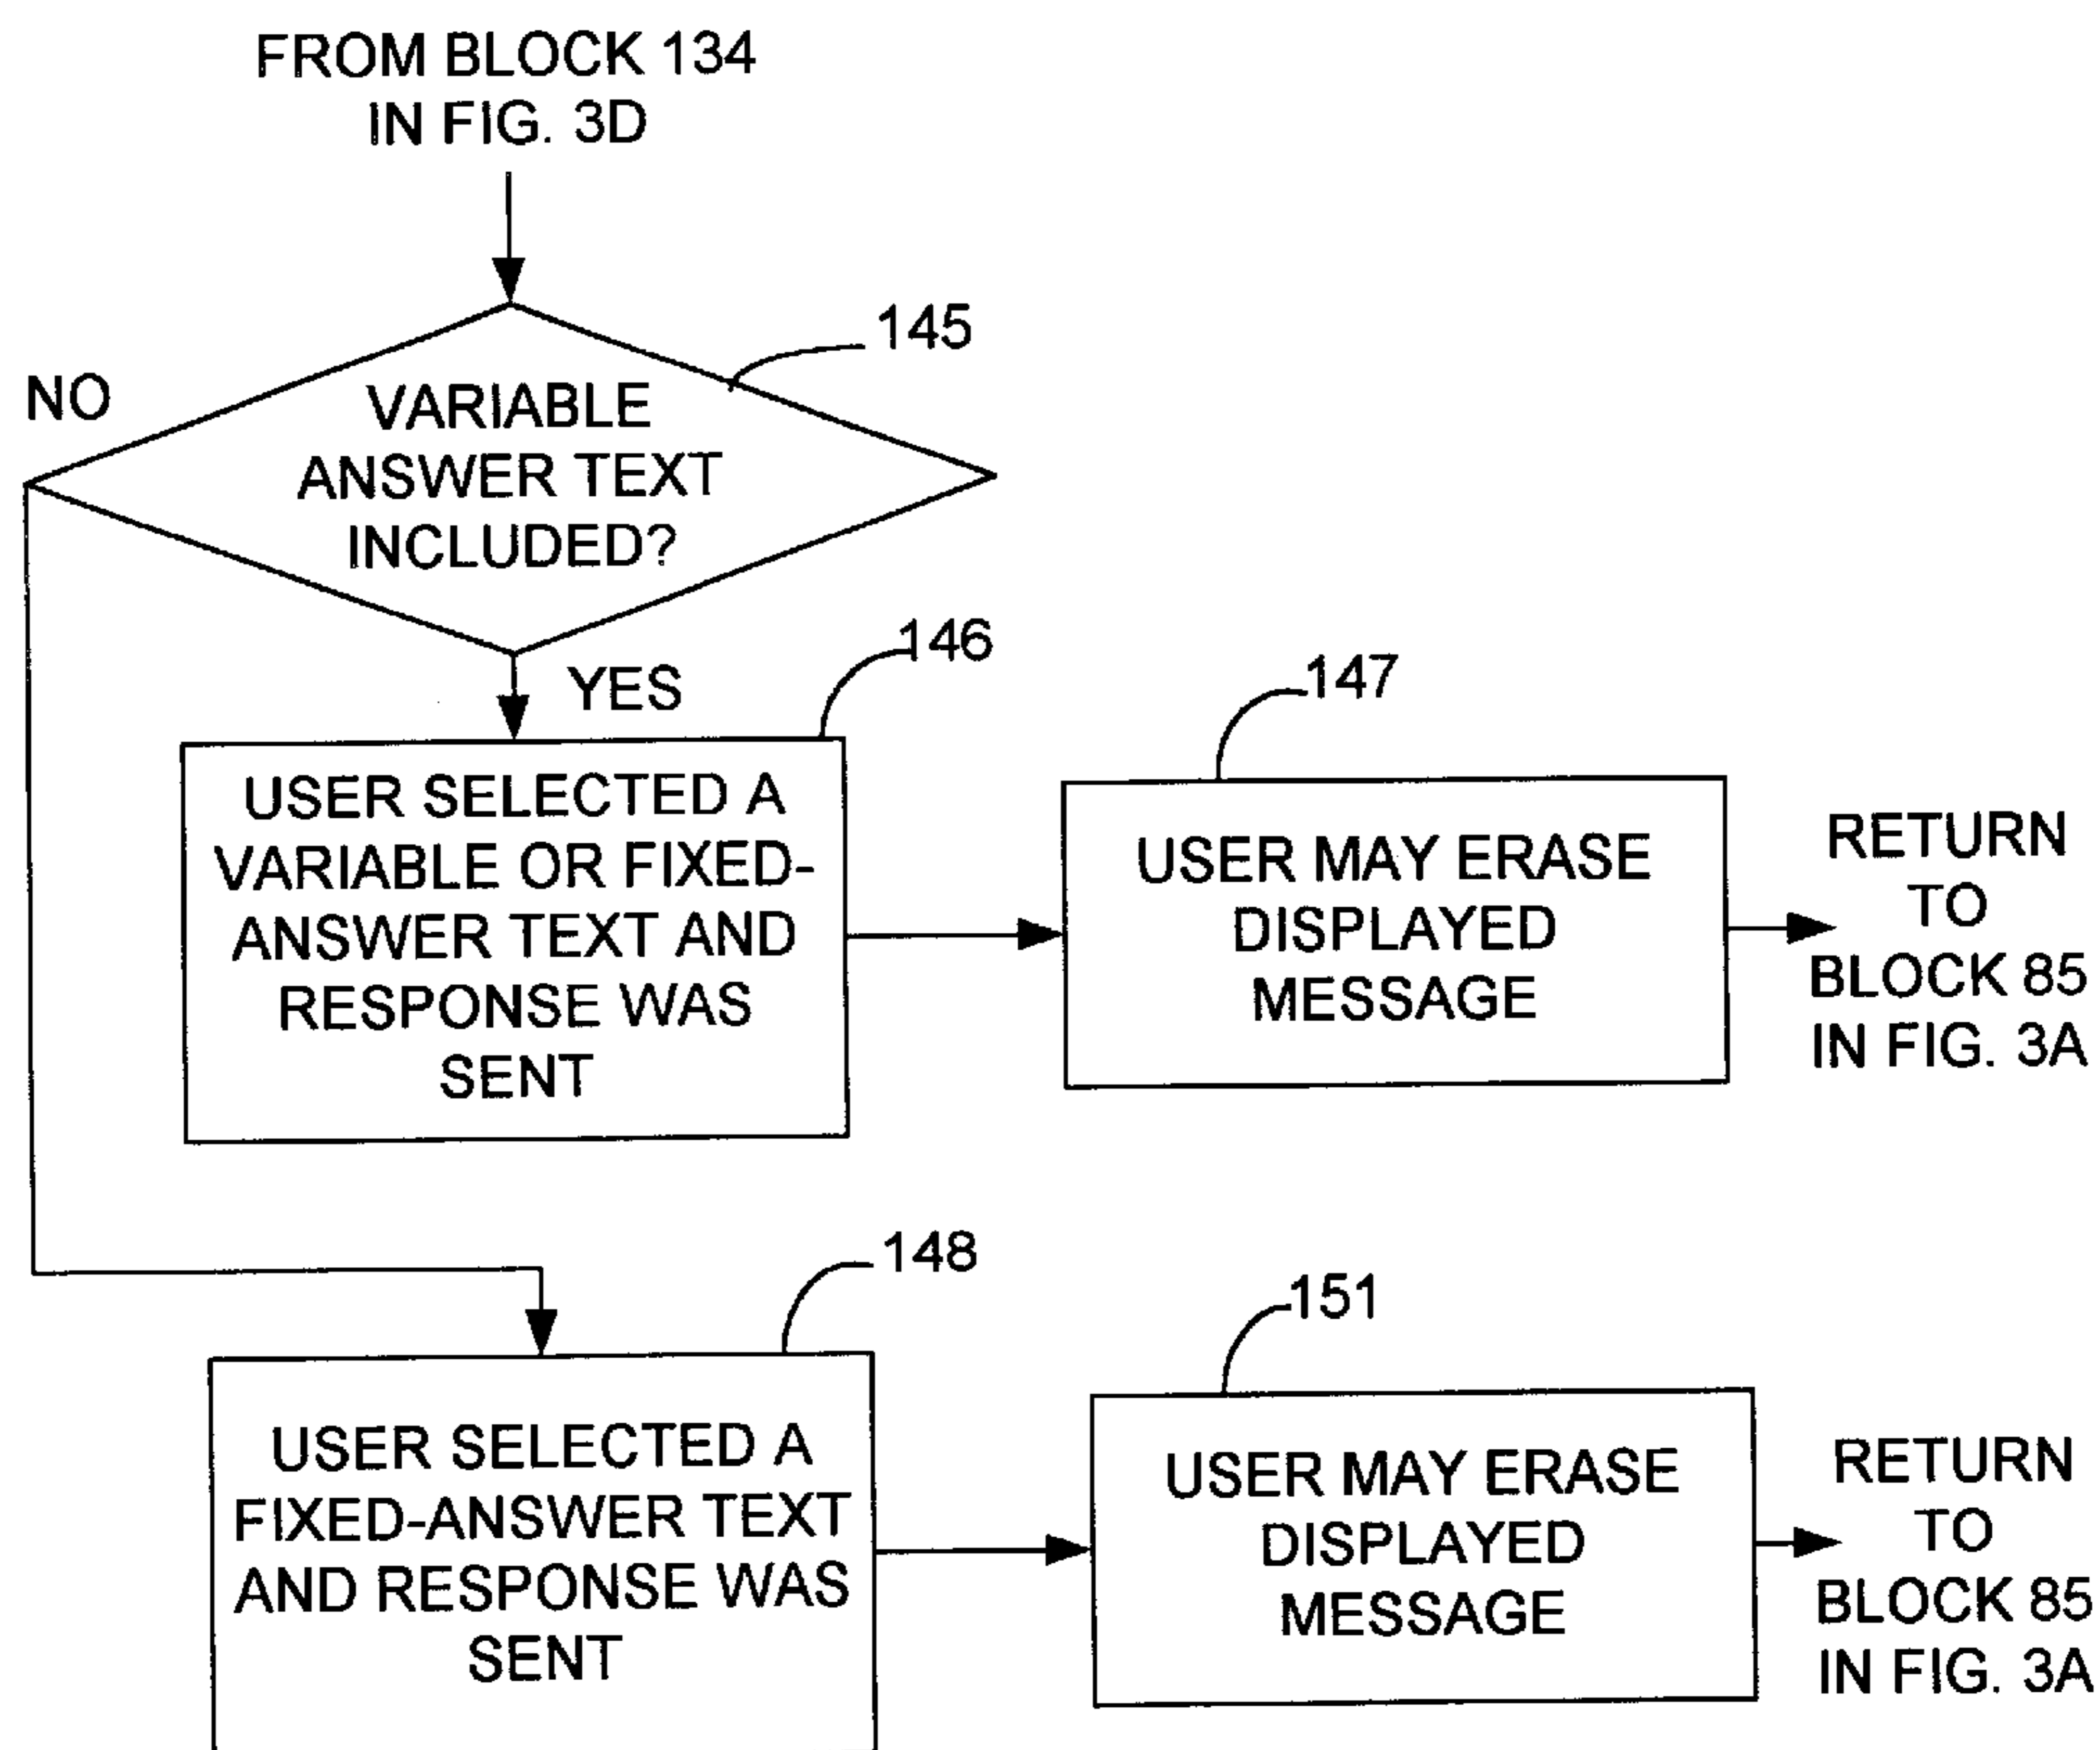 FROM BLOCK 134
IN FIG. 3D
145
NO
VARIABLE
ANSWER TEXT
INCLUDED?
146
YES
147
USER SELECTED A
VARIABLE OR FIXED-
ANSWER TEXT AND
RESPONSE WAS
SENT
USER MAY ERASE
DISPLAYED
MESSAGE
RETURN
TO
BLOCK 85
IN FIG. 3A
148
151
USER SELECTED A
FIXED-ANSWER TEXT
AND RESPONSE WAS
SENT
USER MAY ERASE
DISPLAYED
MESSAGE
RETURN
TO
BLOCK 85
IN FIG. 3A